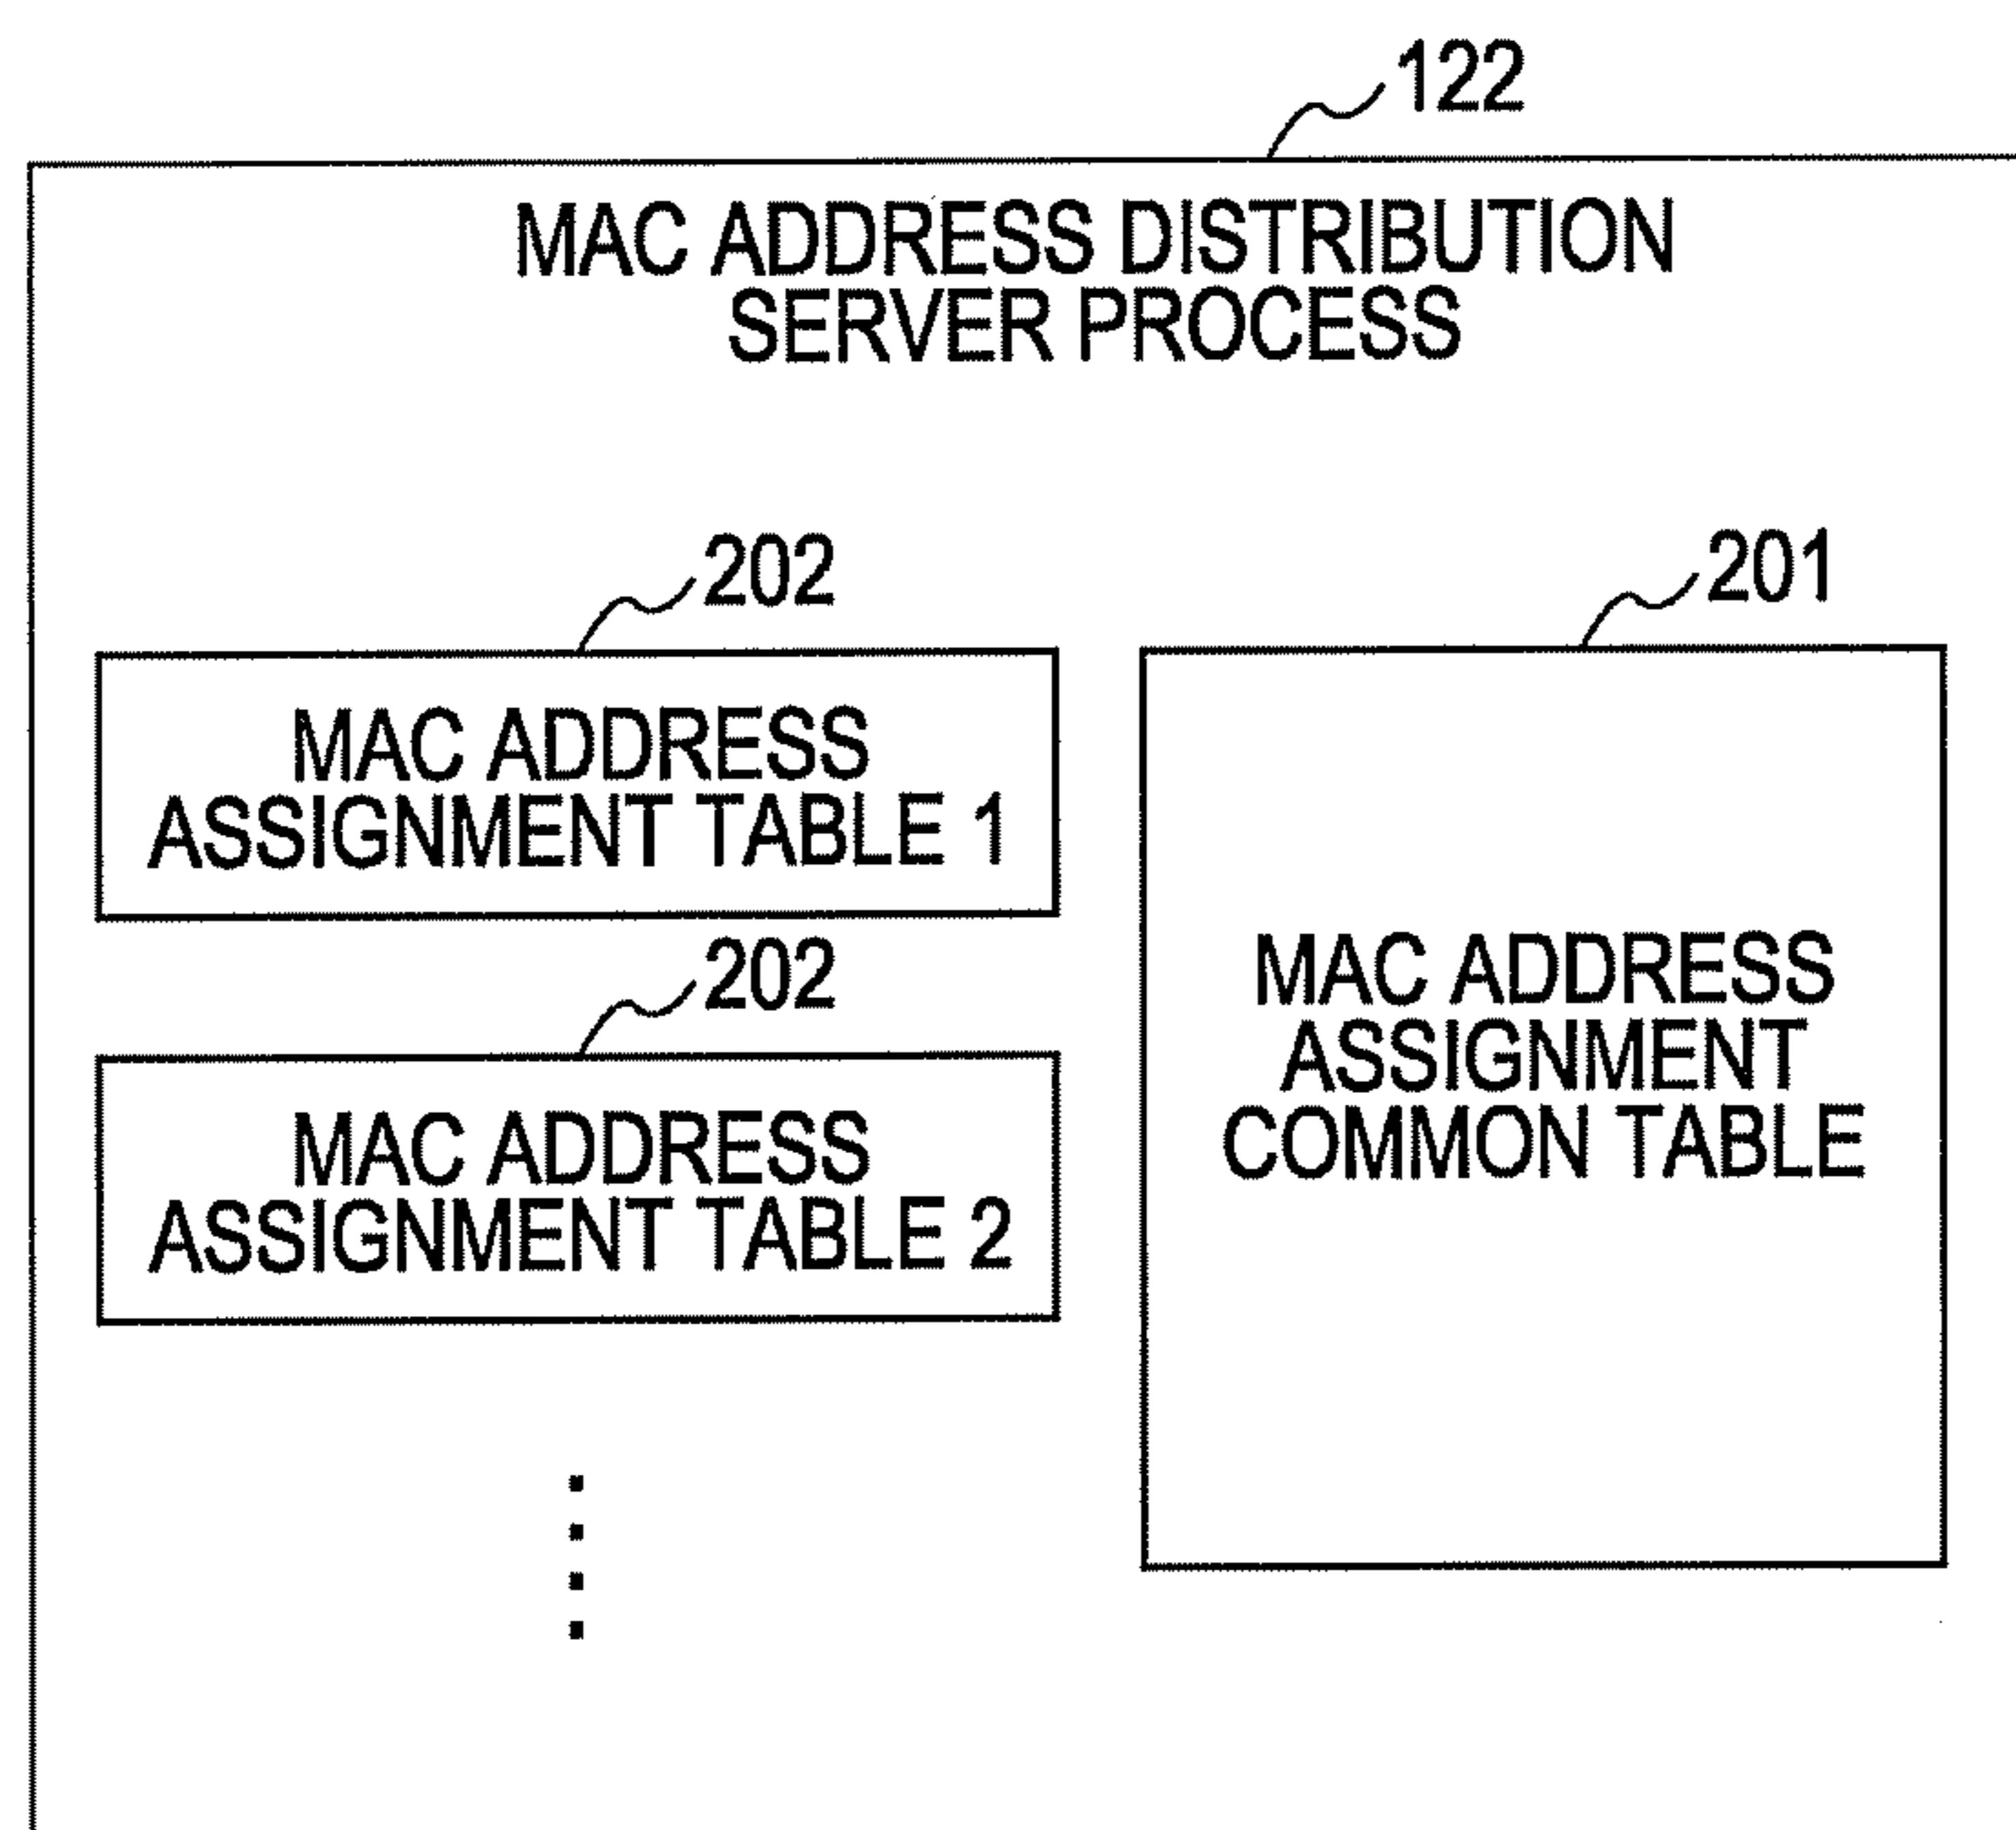 122
MAC ADDRESS DISTRIBUTION
SERVER PROCESS
202
MAC ADDRESS
ASSIGNMENT TABLE 1
202
MAC ADDRESS
ASSIGNMENT TABLE 2
201
MAC ADDRESS
ASSIGNMENT
COMMON TABLE